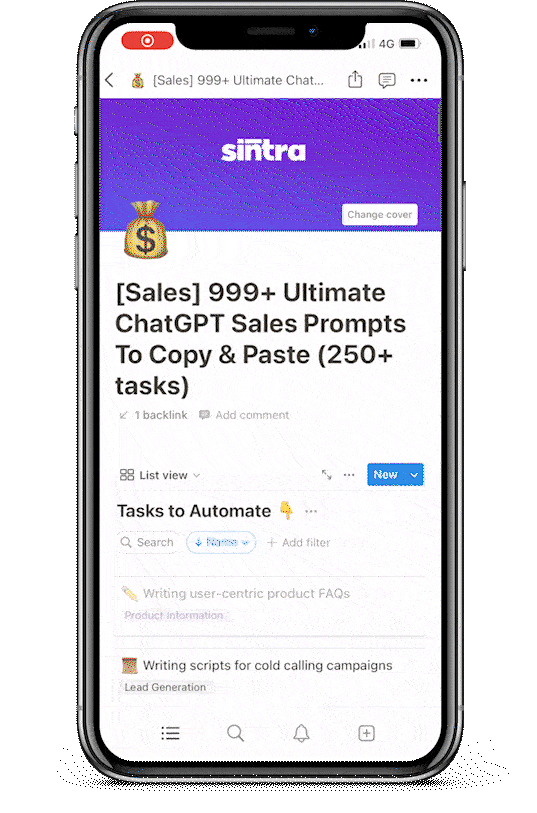 4G
[Sales] 999+ Ultimate Chat...
sintra
Change cover
[Sales] 999+ Ultimate
ChatGPT Sales Prompts
To Copy & Paste (250+
tasks)
1 backlink Add comment
List view New
Tasks to Automate
Search Name Add filter
Writing user-centric product FAQs
Product Information
Writing scripts for cold calling campaigns
Lead Generation